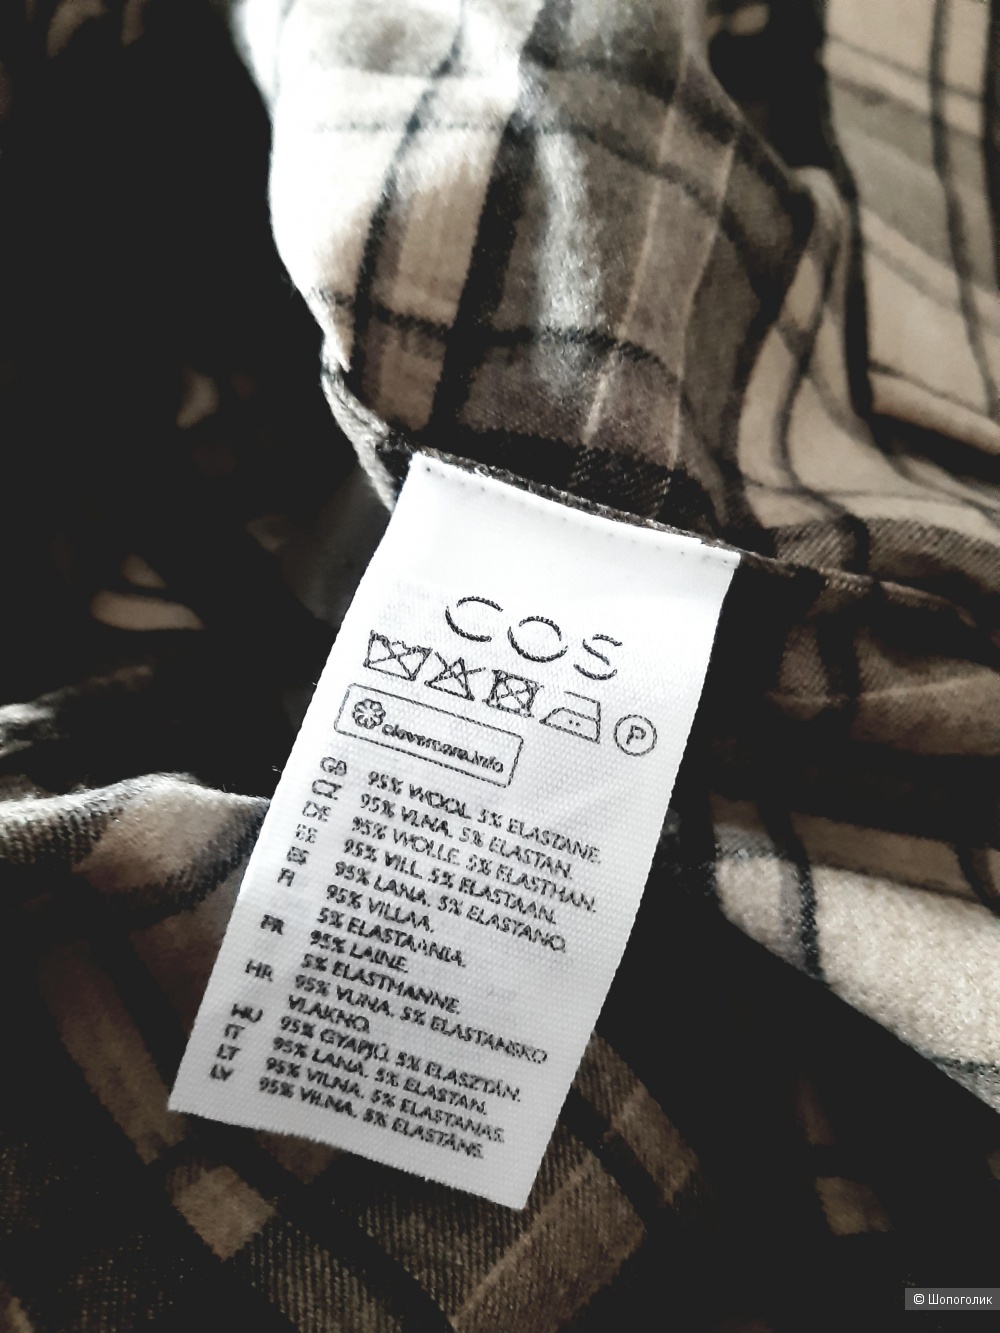 COS
P
clevercare.info
GB 95% WOOL, 5% ELASTANE.
CZ 95% VLNA, 5% ELASTAN.
DE 95% WOLLE, 5% ELASTHAN.
EE 95% VILL, 5% ELASTAAN.
ES 95% LANA, 5% ELASTANO.
FI 95% VILLAA,
5% ELASTAANIA.
FR 95% LAINE,
5% ELASTHANNE.
HR 95% VUNA, 5% ELASTANSKO
VLAKNO.
HU 95% GYAPJÚ, 5% ELASZTÁN.
IT 95% LANA, 5% ELASTAN.
LT 95% VILNA, 5% ELASTANAS.
LV 95% VILNA, 5% ELASTĀNS.
© Шопоголик